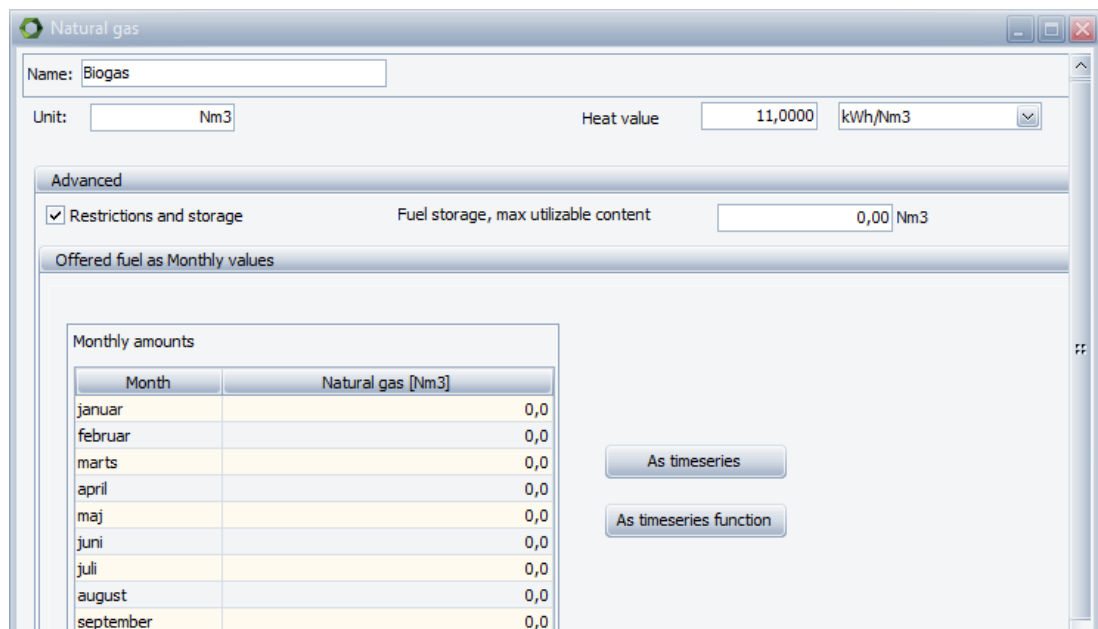 Natural gas
Name: Biogas
Unit: Nm3 Heat value 11,0000 kWh/Nm3
Advanced
Restrictions and storage Fuel storage, max utilizable content 0,00 Nm3
Offered fuel as Monthly values
Monthly amounts
Month Natural gas [Nm3]
januar 0,0
februar 0,0
marts 0,0
april 0,0
maj 0,0
juni 0,0
juli 0,0
august 0,0
september 0,0
As timeseries
As timeseries function